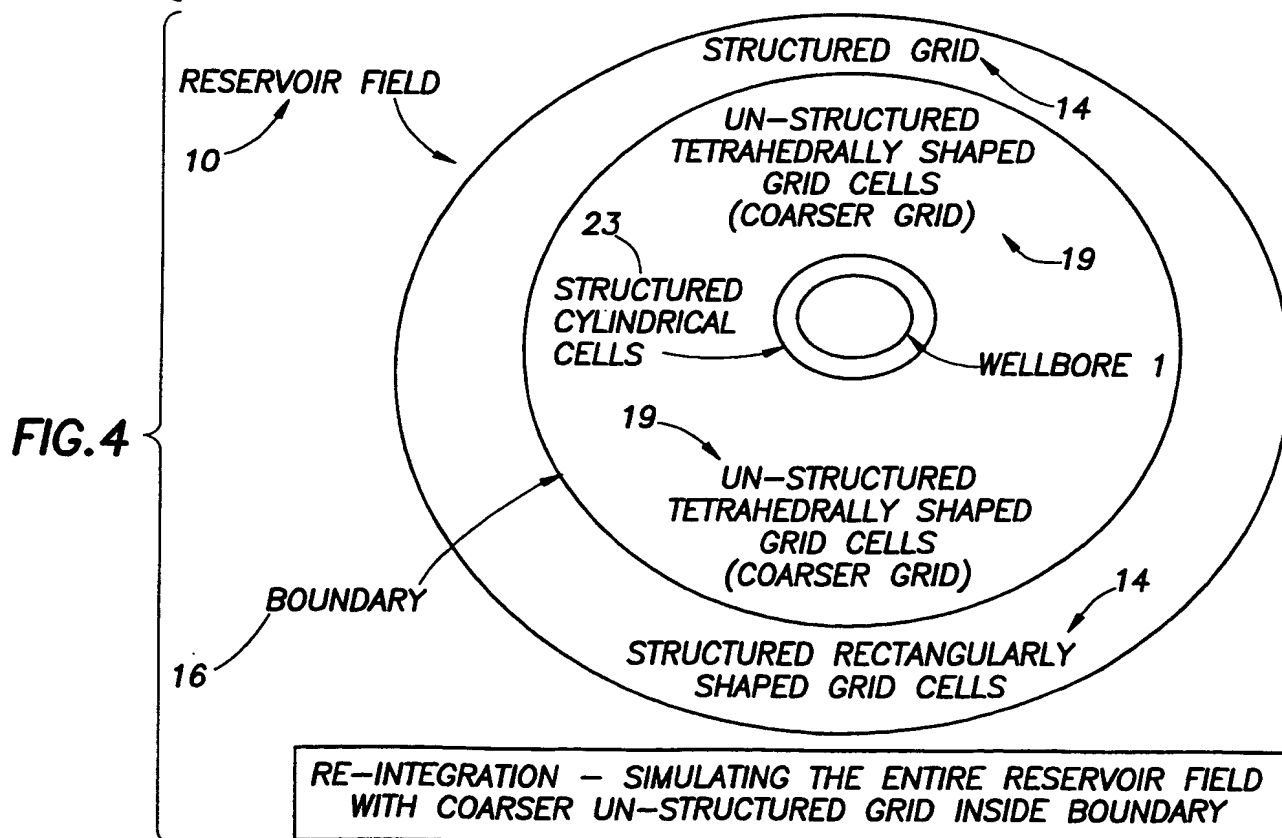 STRUCTURED GRID
14
RESERVOIR FIELD
10
UN-STRUCTURED
TETRAHEDRALLY SHAPED
GRID CELLS
(COARSER GRID)
19
23
STRUCTURED
CYLINDRICAL
CELLS
WELLBORE 1
FIG.4
19
UN-STRUCTURED
TETRAHEDRALLY SHAPED
GRID CELLS
(COARSER GRID)
BOUNDARY
16
14
STRUCTURED RECTANGULARLY
SHAPED GRID CELLS
RE-INTEGRATION - SIMULATING THE ENTIRE RESERVOIR FIELD
WITH COARSER UN-STRUCTURED GRID INSIDE BOUNDARY